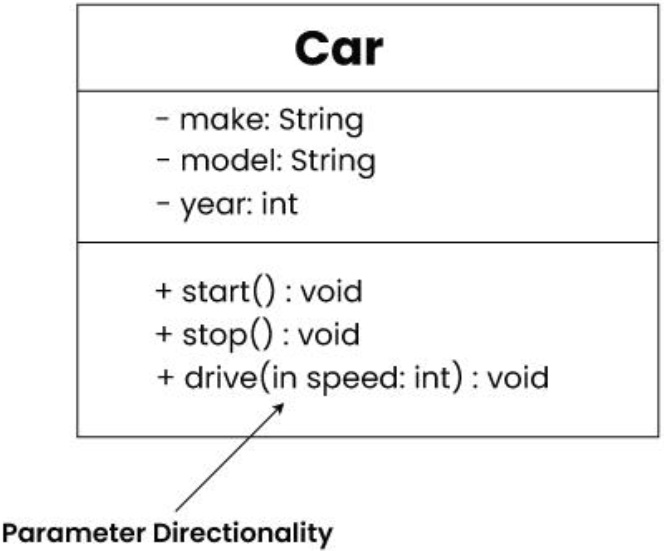 Car
- make: String
- model: String
- year: int
+ start() : void
+ stop() : void
+ drive(in speed: int) : void
Parameter Directionality